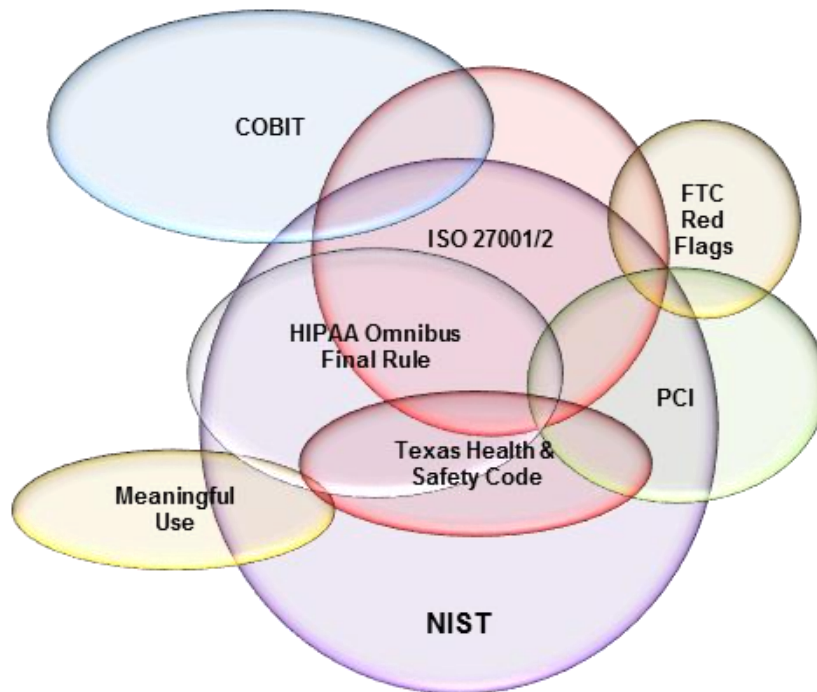 COBIT
FTC
Red
Flags
ISO 27001/2
HIPAA Omnibus
Final Rule
PCI
Texas Health &
Safety Code
Meaningful
Use
NIST